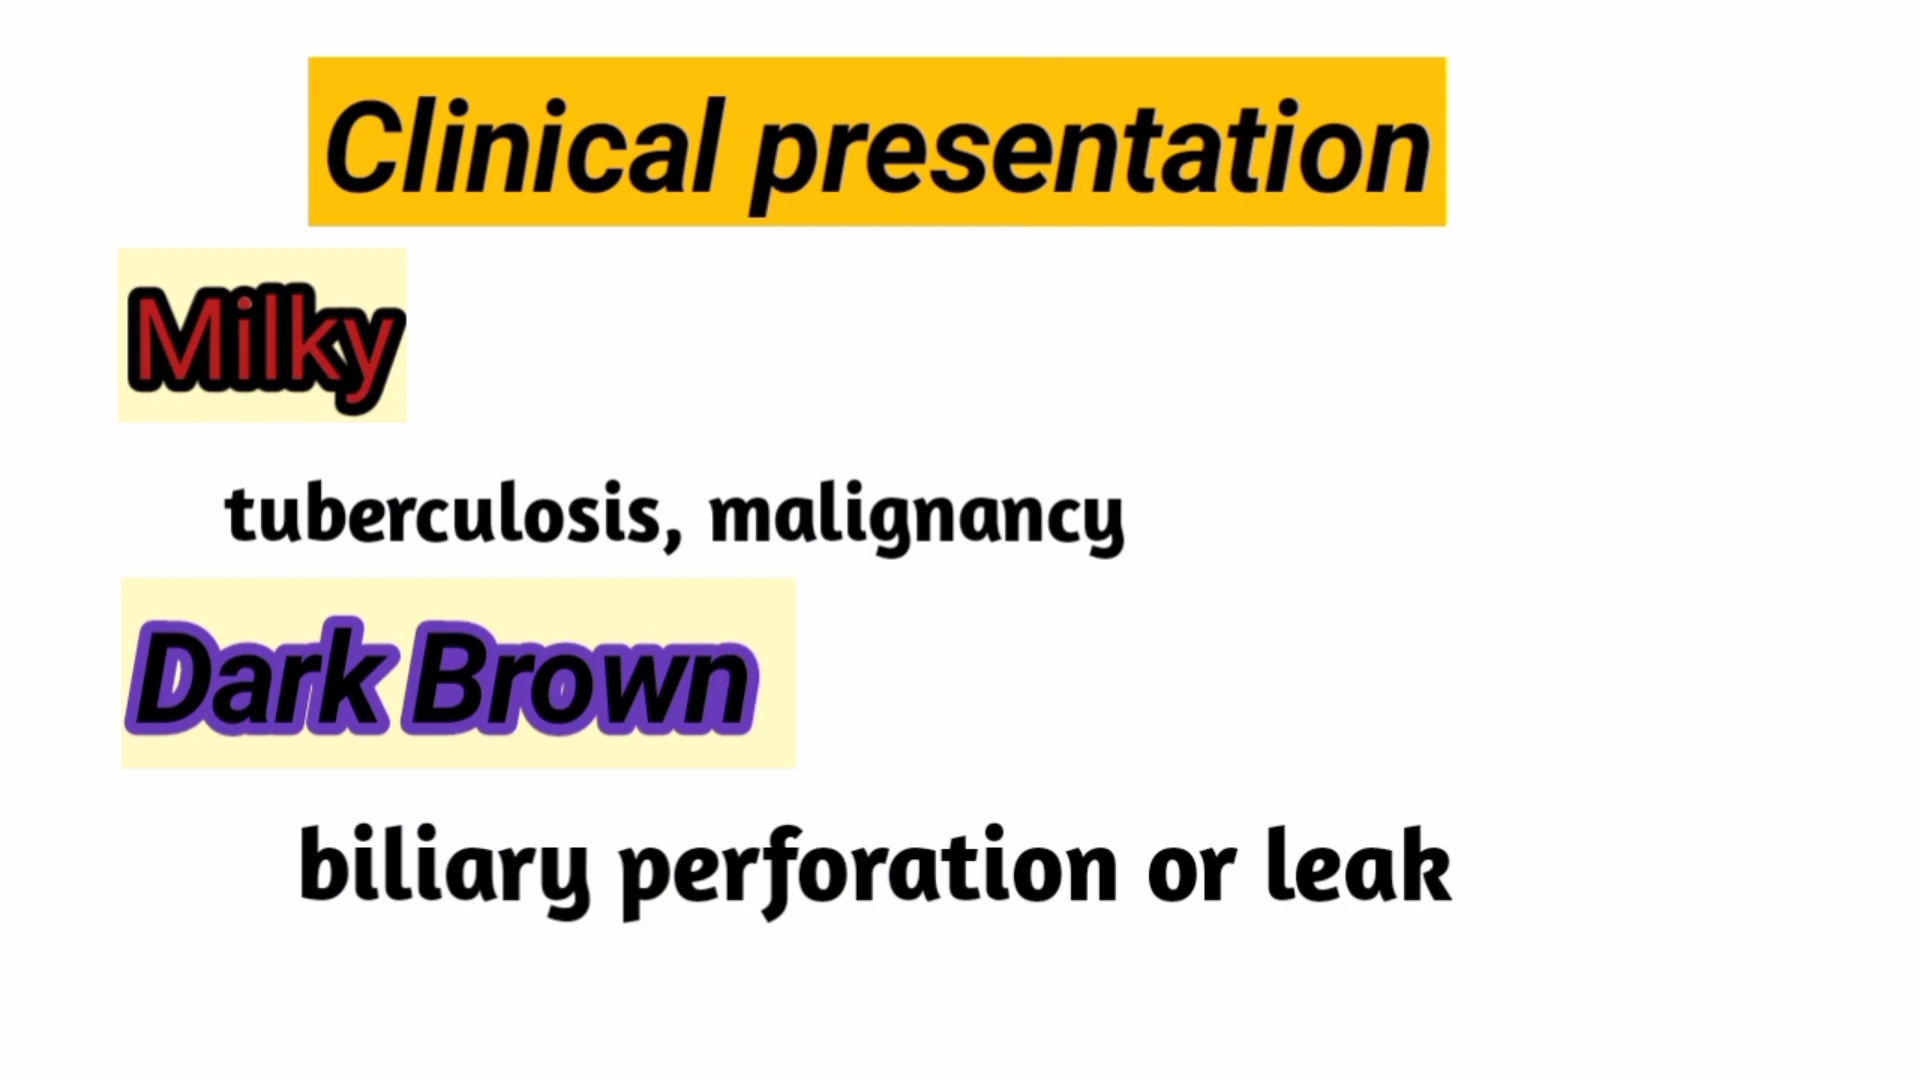 Clinical presentation
Milky
tuberculosis, malignancy
Dark Brown
biliary perforation or leak